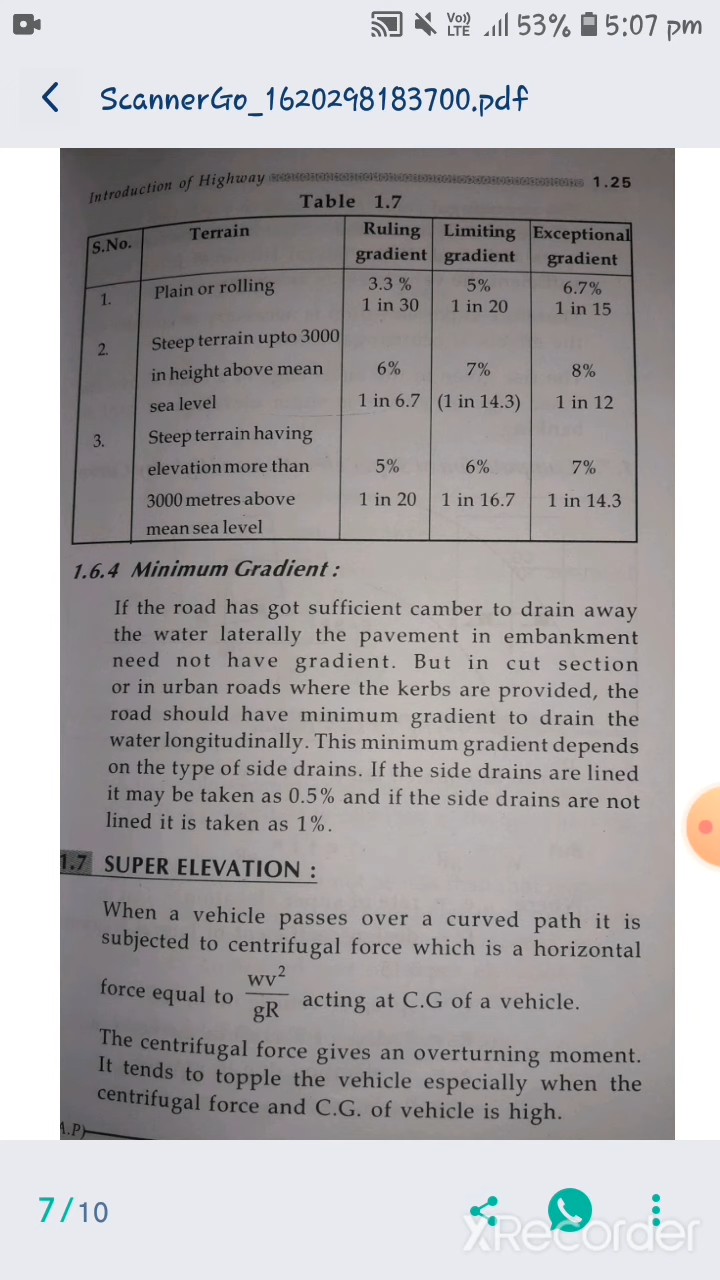 Vo))
LTE
53%
5:07 pm
ScannerGo_1620298183700.pdf
Introduction of Highway
1.25
Table 1.7
S.No. Terrain Ruling gradient Limiting gradient Exceptional gradient
1. Plain or rolling 3.3 % 5% 6.7%
1 in 30 1 in 20 1 in 15
2. Steep terrain upto 3000
in height above mean 6% 7% 8%
sea level 1 in 6.7 (1 in 14.3) 1 in 12
3. Steep terrain having
elevation more than 5% 6% 7%
3000 metres above 1 in 20 1 in 16.7 1 in 14.3
mean sea level
1.6.4 Minimum Gradient :
If the road has got sufficient camber to drain away
the water laterally the pavement in embankment
need not have gradient. But in cut section
or in urban roads where the kerbs are provided, the
road should have minimum gradient to drain the
water longitudinally. This minimum gradient depends
on the type of side drains. If the side drains are lined
it may be taken as 0.5% and if the side drains are not
lined it is taken as 1%.
1.7 SUPER ELEVATION :
When a vehicle passes over a curved path it is
subjected to centrifugal force which is a horizontal
force equal to wv²/gR acting at C.G of a vehicle.
The centrifugal force gives an overturning moment.
It tends to topple the vehicle especially when the
centrifugal force and C.G. of vehicle is high.
A.P)
7/10
XRecorder